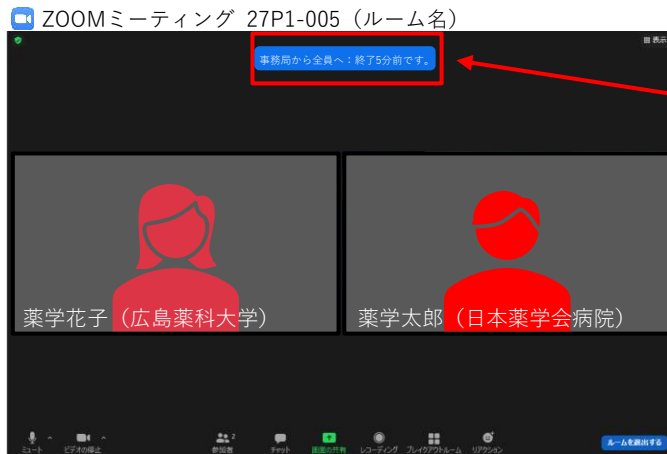 ZOOMミーティング 27P1-005（ルーム名）
表示
事務局から全員へ：終了5分前です。
薬学花子（広島薬科大学）
薬学太郎（日本薬学会病院）
ミュート
ビデオの停止
2
参加者
チャット
画面の共有
レコーディング
ブレイクアウトルーム
リアクション
ルームを退出する